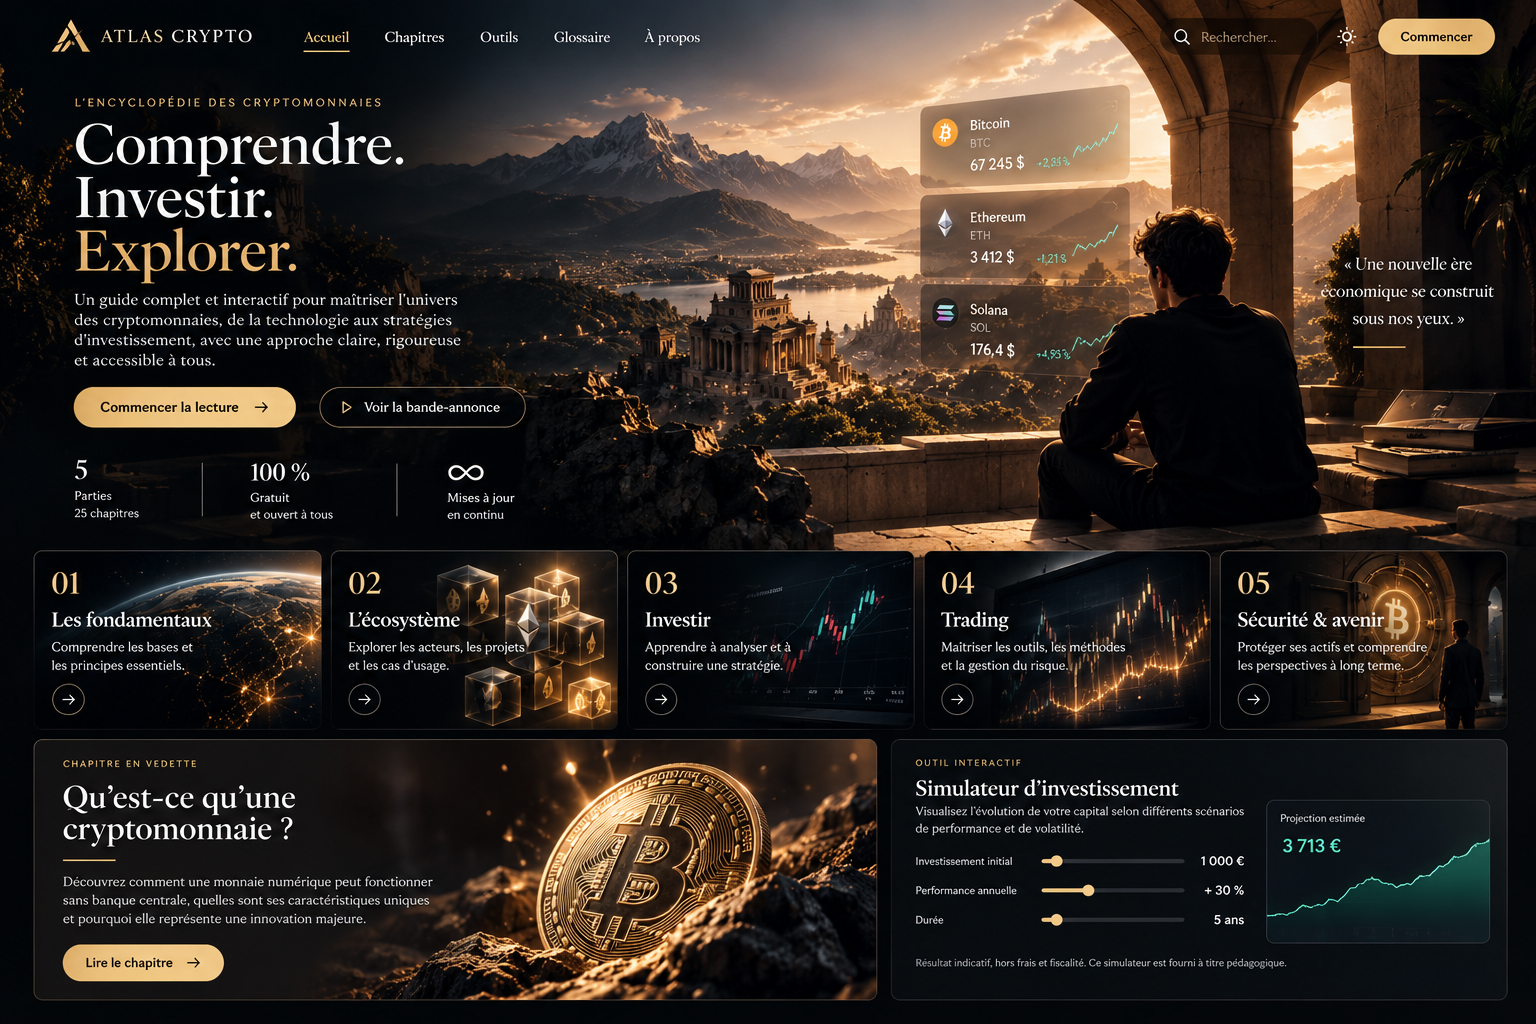 ATLAS CRYPTO
Accueil
Chapitres
Outils
Glossaire
À propos
Rechercher...
Commencer
L'ENCYCLOPÉDIE DES CRYPTOMONNAIES
Comprendre.
Investir.
Explorer.
Un guide complet et interactif pour maîtriser l'univers
des cryptomonnaies, de la technologie aux stratégies
d'investissement, avec une approche claire, rigoureuse
et accessible à tous.
Commencer la lecture
Voir la bande-annonce
5
Parties
25 chapitres
100 %
Gratuit
et ouvert à tous
∞
Mises à jour
en continu
Bitcoin
BTC
67 245 $
Ethereum
ETH
3 412 $
Solana
SOL
176,4 $
« Une nouvelle ère
économique se construit
sous nos yeux. »
01
Les fondamentaux
Comprendre les bases et
les principes essentiels.
02
L'écosystème
Explorer les acteurs, les projets
et les cas d'usage.
03
Investir
Apprendre à analyser et à
construire une stratégie.
04
Trading
Maitriser les outils, les méthodes
et la gestion du risque.
05
Sécurité & avenir
Protéger ses actifs et comprendre
les perspectives à long terme.
CHAPITRE EN VEDETTE
Qu'est-ce qu'une
cryptomonnaie ?
Découvrez comment une monnaie numérique peut fonctionner
sans banque centrale, quelles sont ses caractéristiques uniques
et pourquoi elle représente une innovation majeure.
Lire le chapitre
OUTIL INTERACTIF
Simulateur d'investissement
Visualisez l'évolution de votre capital selon différents scénarios
de performance et de volatilité.
Investissement initial
1 000 €
Performance annuelle
+ 30 %
Durée
5 ans
Projection estimée
3 713 €
Résultat indicatif, hors frais et fiscalité. Ce simulateur est fourni à titre pédagogique.